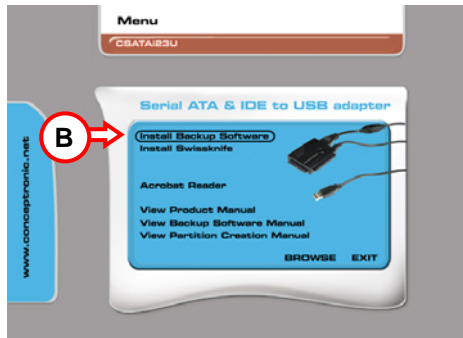 Menu
CSATAI23U
www.conceptronic.net
Serial ATA & IDE to USB adapter
B
Install Backup Software
Install Swissknife
Acrobat Reader
View Product Manual
View Backup Software Manual
View Partition Creation Manual
BROWSE EXIT